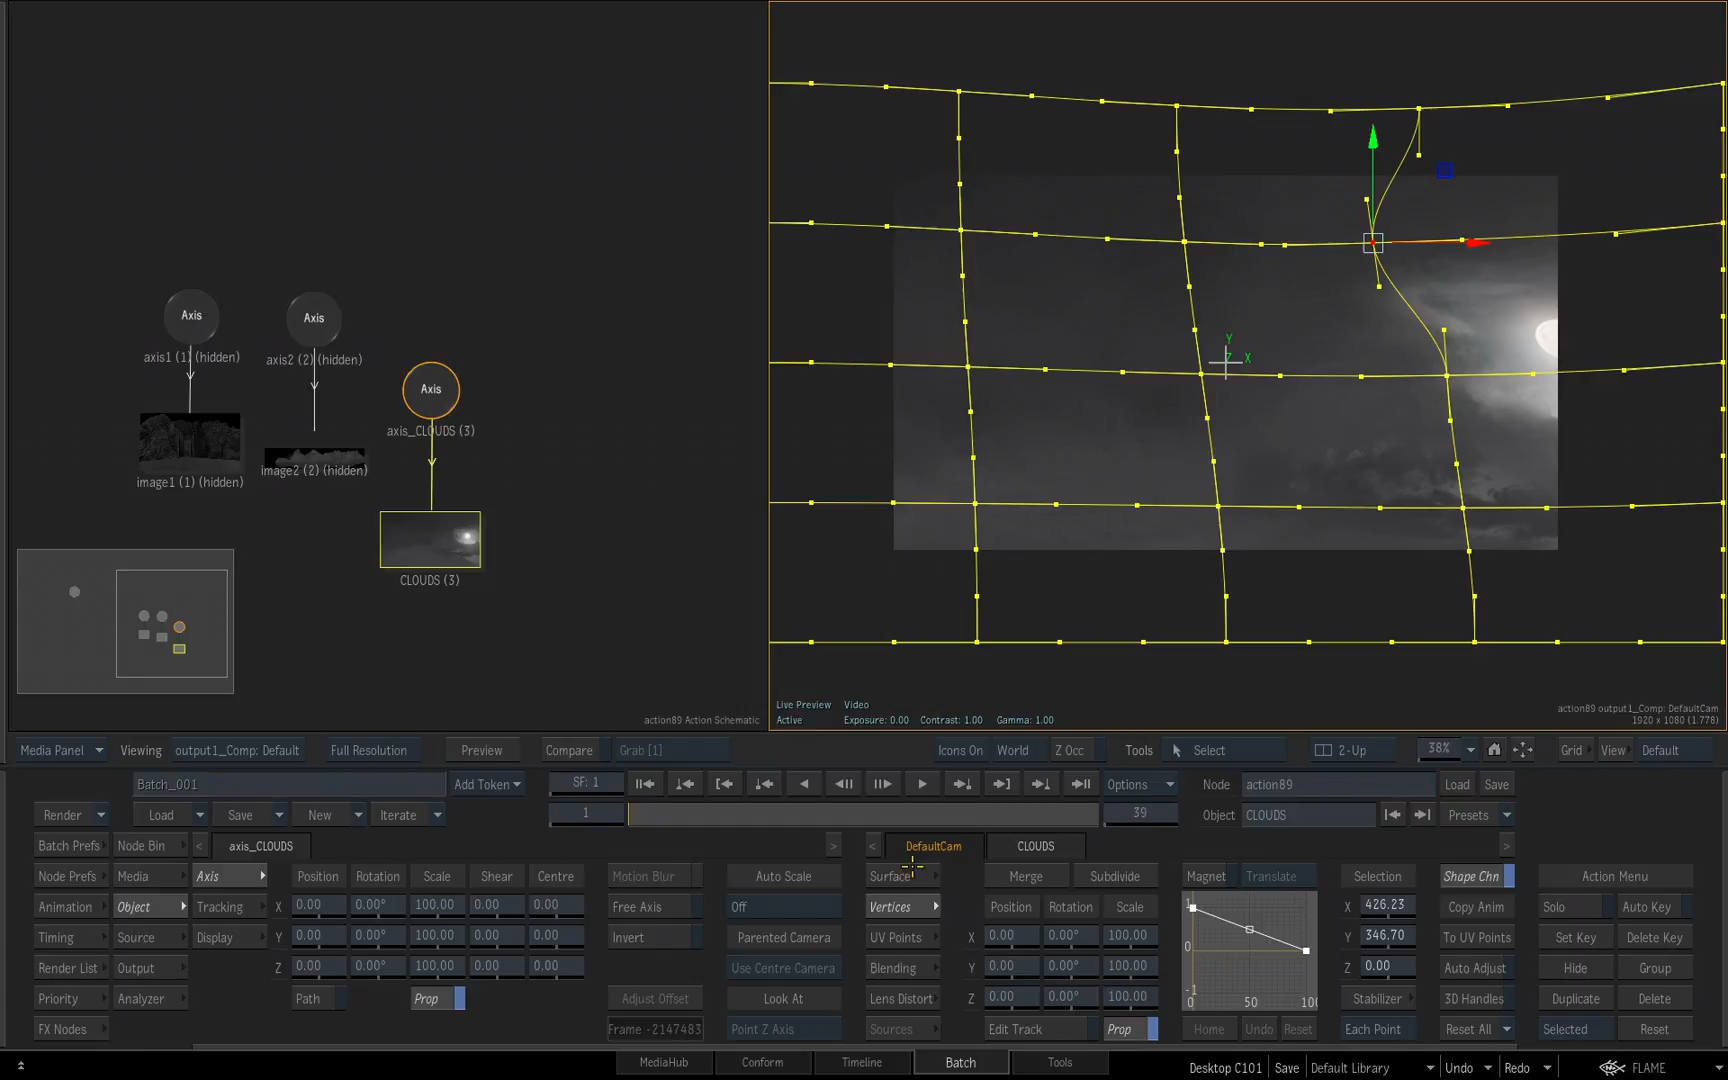 Axis
Axis
axis1 (1) (hidden)
axis2 (2) (hidden)
Axis
axis_CLOUDS (3)
image2 (2) (hidden)
image1 (1) (hidden)
CLOUDS (3)
action89 Action Schematic
Y
Z X
Live Preview Video
Active Exposure: 0.00 Contrast: 1.00 Gamma: 1.00
action89 output1_Comp: DefaultCam
1920 x 1080 (1.778)
Media Panel Viewing output1_Comp: Default Full Resolution Preview Compare Grab [1] Icons On World Z Occ Tools Select 2-Up 38% Grid View Default
Batch_001 Add Token SF: 1 Options Node action89 Load Save
Render Load Save New Iterate 1 39 Object CLOUDS Presets
Batch Prefs Node Bin < axis_CLOUDS > < DefaultCam CLOUDS >
Node Prefs Media Axis Position Rotation Scale Shear Centre Motion Blur Auto Scale Surface Merge Subdivide Magnet Translate Selection Shape Chn Action Menu
Animation Object Tracking X 0.00 0.00° 100.00 0.00 0.00 Free Axis Off Vertices Position Rotation Scale 1 X 426.23 Copy Anim Solo Auto Key
Timing Source Display Y 0.00 0.00° 100.00 0.00 0.00 Invert Parented Camera UV Points X 0.00 0.00° 100.00 0 Y 346.70 To UV Points Set Key Delete Key
Render List Output Z 0.00 0.00° 100.00 0.00 0.00 Use Centre Camera Blending Y 0.00 0.00° 100.00 Z 0.00 Auto Adjust Hide Group
Priority Analyzer Path Prop Adjust Offset Look At Lens Distort Z 0.00 0.00° 100.00 -1 0 50 100 Stabilizer 3D Handles Duplicate Delete
FX Nodes Frame -2147483 Point Z Axis Sources Edit Track Prop Home Undo Reset Each Point Reset All Selected Reset
MediaHub Conform Timeline Batch Tools Desktop C101 Save Default Library Undo Redo FLAME